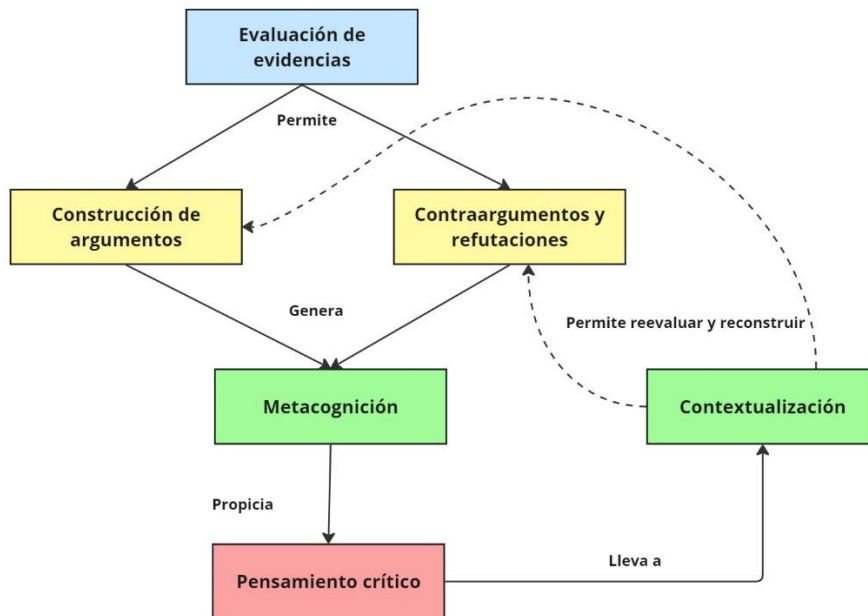 Evaluación de
evidencias
Permite
Construcción de
argumentos
Contraargumentos y
refutaciones
Genera
Permite reevaluar y reconstruir
Metacognición
Contextualización
Propicia
Lleva a
Pensamiento crítico